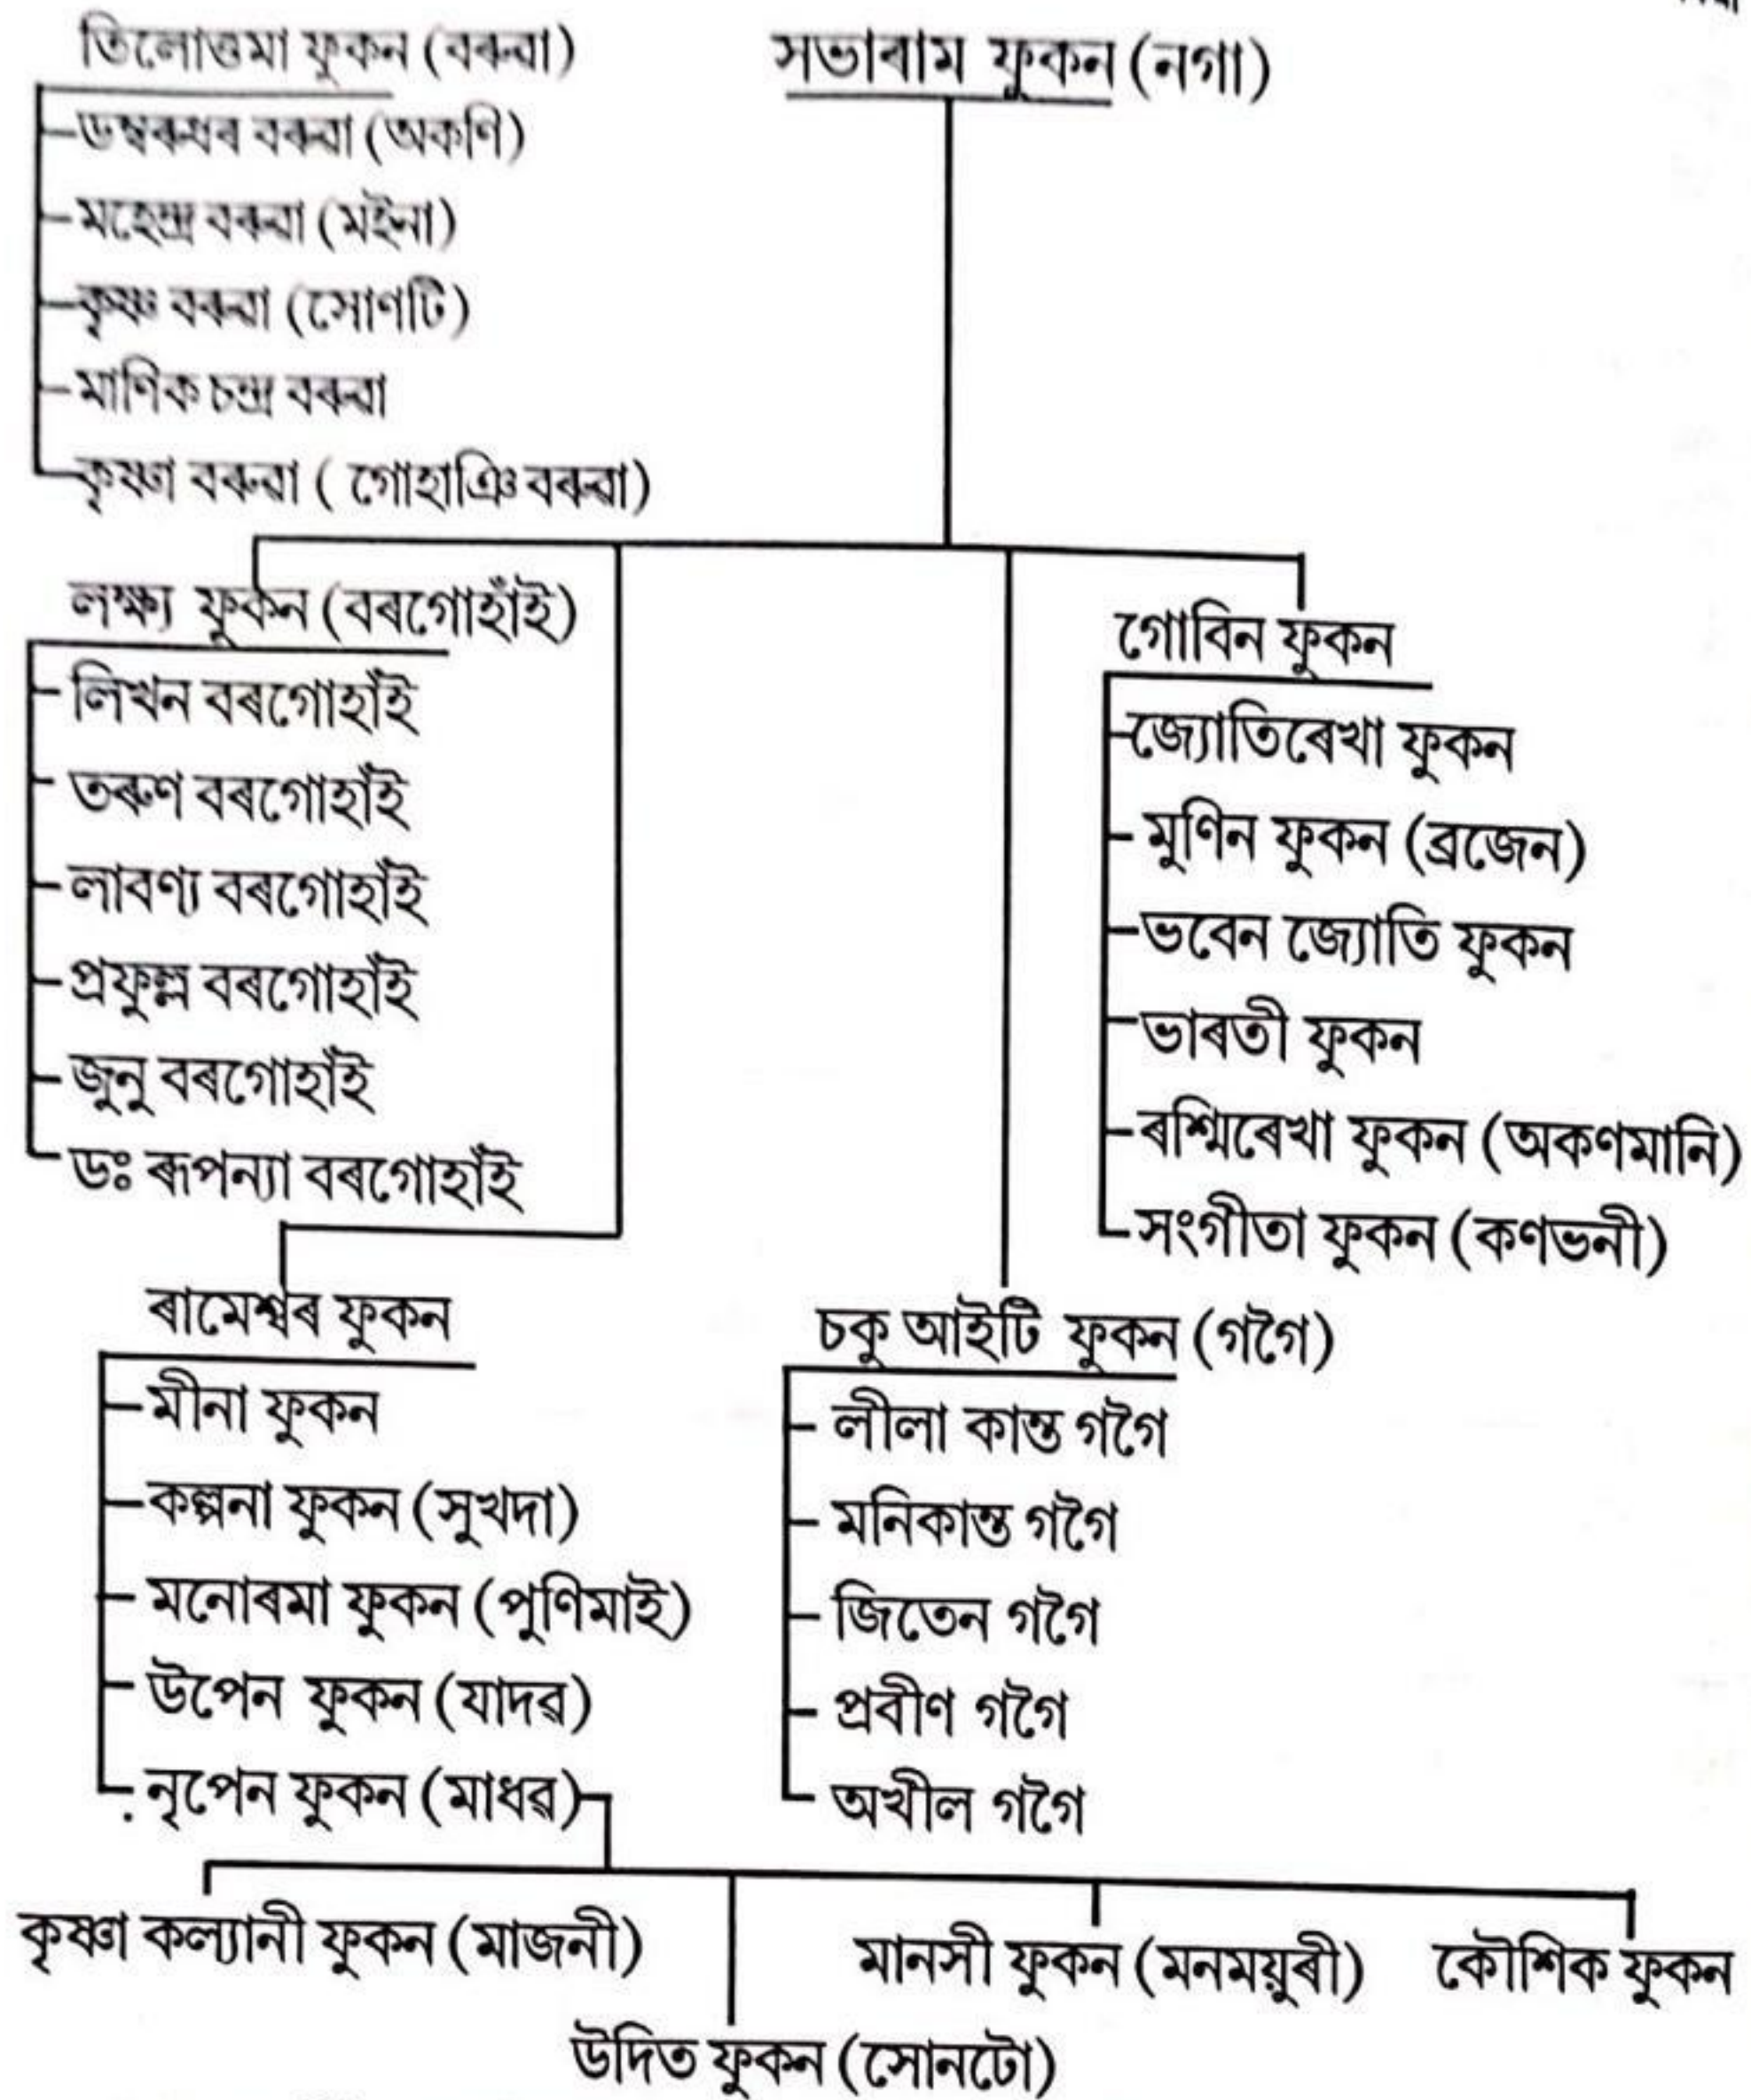 তিলোত্তমা ফুকন (বৰুৱা)
ডম্বৰুধৰ বৰুৱা (অকণি)
মহেন্দ্ৰ বৰুৱা (মইনা)
কৃষ্ণ বৰুৱা (সোণটি)
মাণিক চন্দ্ৰ বৰুৱা
কৃষ্ণা বৰুৱা ( গোহাঞি বৰুৱা)
সভাৰাম ফুকন (নগা)
লক্ষ্য ফুকন (বৰগোহাঁই)
লিখন বৰগোহাঁই
তৰুণ বৰগোহাঁই
লাবণ্য বৰগোহাঁই
প্ৰফুল্ল বৰগোহাঁই
জুনু বৰগোহাঁই
ডঃ ৰূপন্যা বৰগোহাঁই
গোবিন ফুকন
জ্যোতিৰেখা ফুকন
মুণিন ফুকন (ব্ৰজেন)
ভবেন জ্যোতি ফুকন
ভাৰতী ফুকন
ৰশ্মিৰেখা ফুকন (অকণমানি)
সংগীতা ফুকন (কণভনী)
ৰামেশ্বৰ ফুকন
মীনা ফুকন
কল্পনা ফুকন (সুখদা)
মনোৰমা ফুকন (পুণিমাই)
উপেন ফুকন (যাদৱ)
নৃপেন ফুকন (মাধৱ)
চকু আইটি ফুকন (গগৈ)
লীলা কান্ত গগৈ
মনিকান্ত গগৈ
জিতেন গগৈ
প্ৰবীণ গগৈ
অখীল গগৈ
কৃষ্ণা কল্যানী ফুকন (মাজনী)
মানসী ফুকন (মনময়ুৰী)
কৌশিক ফুকন
উদিত ফুকন (সোনটো)